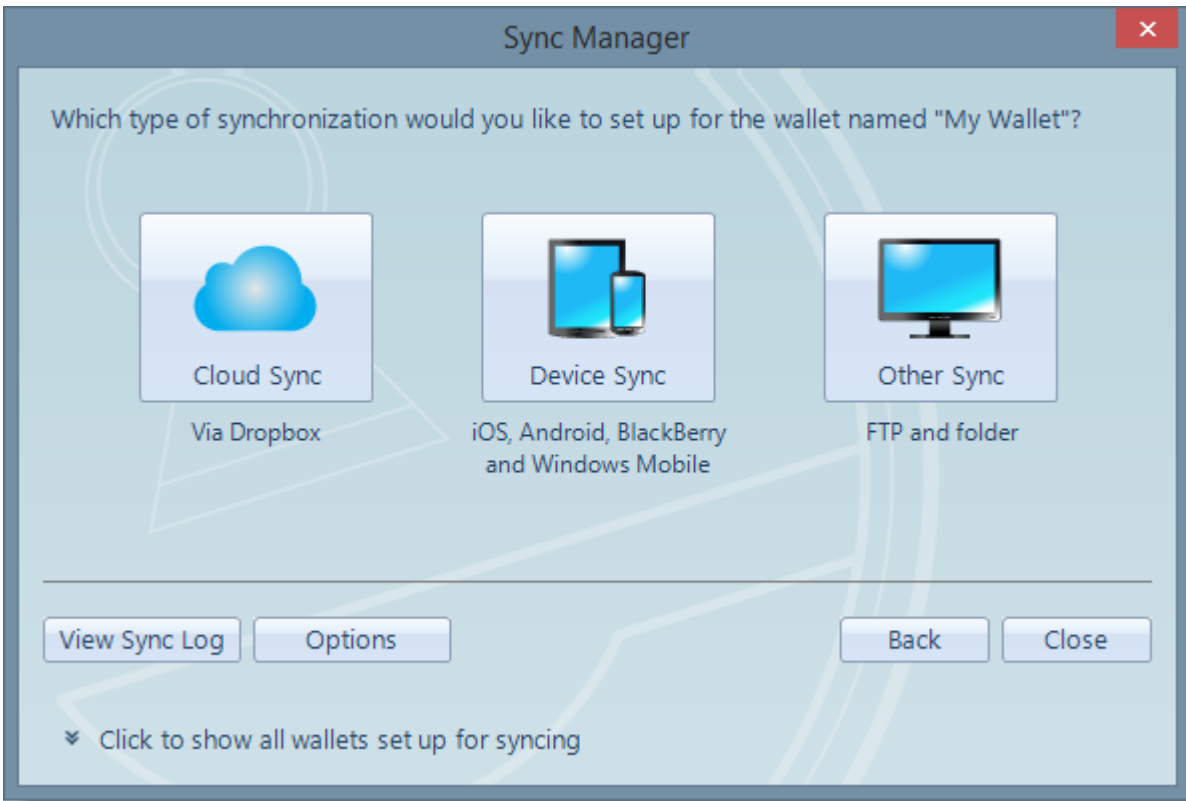 Sync Manager
Which type of synchronization would you like to set up for the wallet named "My Wallet"?
Cloud Sync
Via Dropbox
Device Sync
iOS, Android, BlackBerry
and Windows Mobile
Other Sync
FTP and folder
View Sync Log
Options
Back
Close
Click to show all wallets set up for syncing